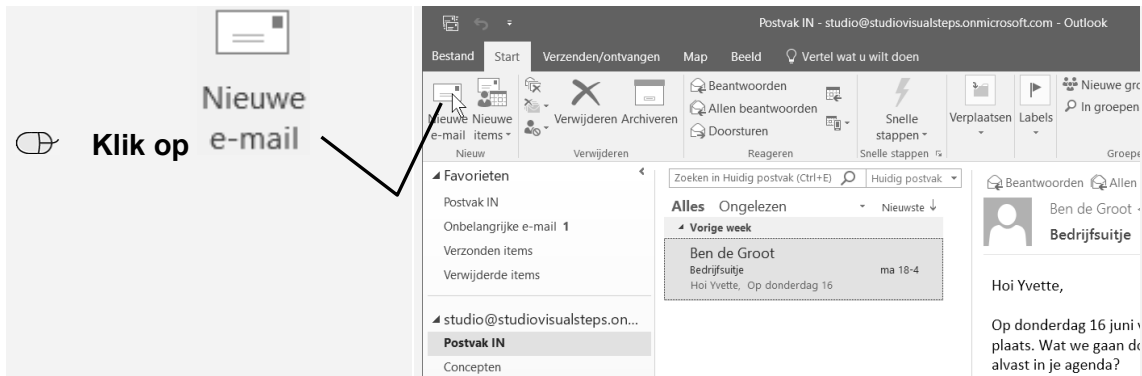 Nieuwe
Klik op e-mail
Postvak IN - studio@studiovisualsteps.onmicrosoft.com - Outlook
Bestand Start Verzenden/ontvangen Map Beeld Vertel wat u wilt doen
Nieuwe Nieuwe
e-mail items
Nieuw
Verwijderen Archiveren
Verwijderen
Beantwoorden
Allen beantwoorden
Doorsturen
Reageren
Snelle
stappen
Snelle stappen
Verplaatsen Labels
Nieuwe gro
In groepen
Groepe
Favorieten
Postvak IN
Onbelangrijke e-mail 1
Verzonden items
Verwijderde items
studio@studiovisualsteps.on...
Postvak IN
Concepten
Zoeken in Huidig postvak (Ctrl+E) Huidig postvak
Alles Ongelezen Nieuwste ↓
Vorige week
Ben de Groot
Bedrijfsuitje ma 18-4
Hoi Yvette, Op donderdag 16
Beantwoorden Allen
Ben de Groot
Bedrijfsuitje
Hoi Yvette,
Op donderdag 16 juni
plaats. Wat we gaan do
alvast in je agenda?